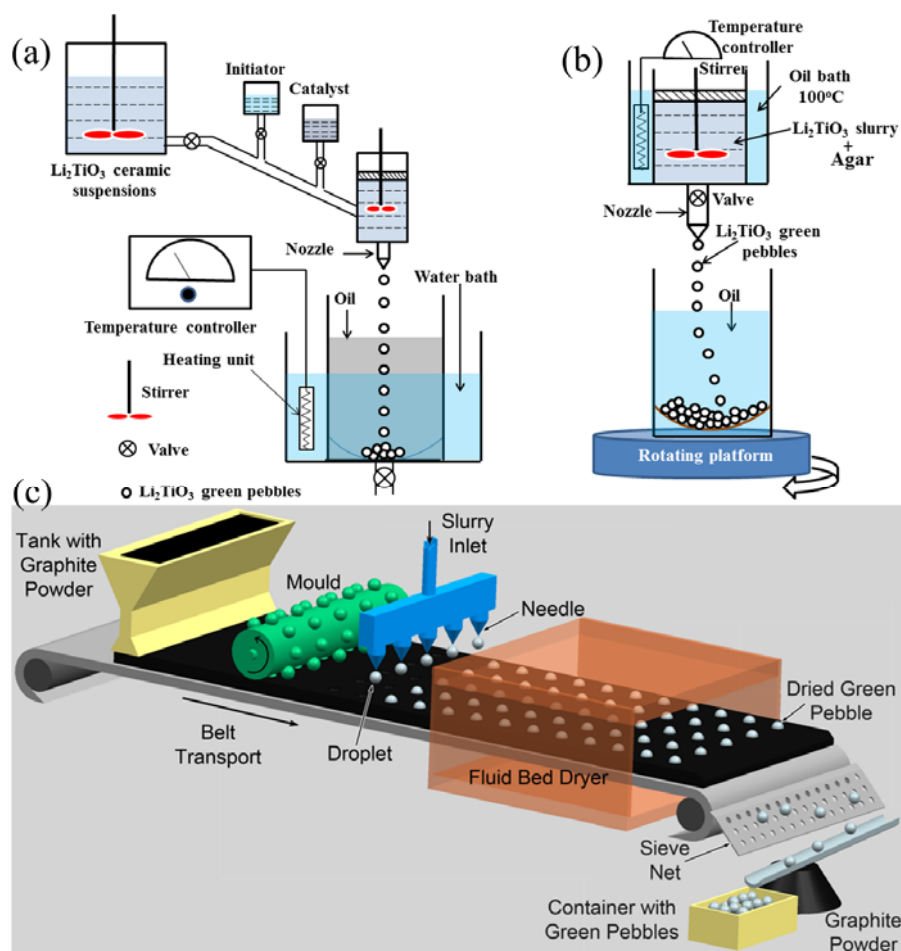 (a)
Initiator
Catalyst
Li₂TiO₃ ceramic
suspensions
Nozzle
Water bath
Oil
Temperature controller
Heating unit
Stirrer
Valve
Li₂TiO₃ green pebbles
(b)
Temperature
controller
Stirrer
Oil bath
100°C
Li₂TiO₃ slurry
+
Agar
Valve
Nozzle
Li₂TiO₃ green
pebbles
Oil
Rotating platform
(c)
Tank with
Graphite
Powder
Mould
Slurry
Inlet
Needle
Belt
Transport
Droplet
Fluid Bed Dryer
Dried Green
Pebble
Sieve
Net
Container with
Green Pebbles
Graphite
Powder